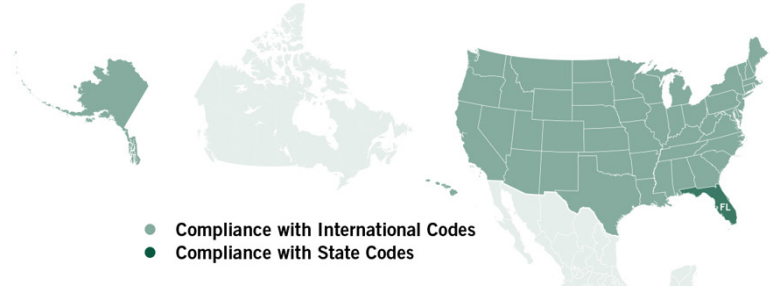 FL
Compliance with International Codes
Compliance with State Codes